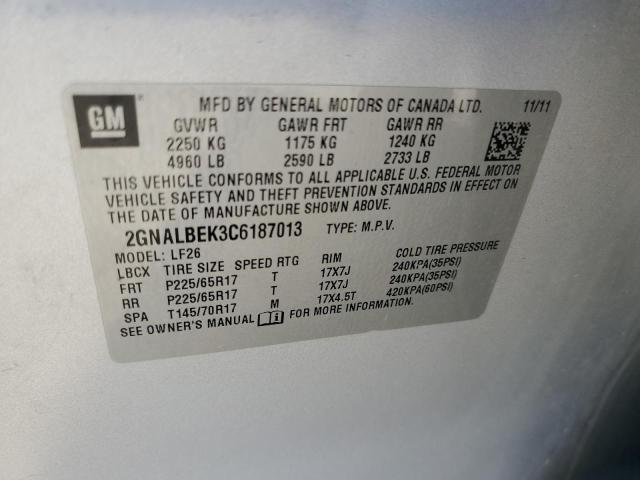 GM
MFD BY GENERAL MOTORS OF CANADA LTD. 11/11
GVWR GAWR FRT GAWR RR
2250 KG 1175 KG 1240 KG
4960 LB 2590 LB 2733 LB
THIS VEHICLE CONFORMS TO ALL APPLICABLE U.S. FEDERAL MOTOR
VEHICLE SAFETY AND THEFT PREVENTION STANDARDS IN EFFECT ON
THE DATE OF MANUFACTURE SHOWN ABOVE.
2GNALBEK3C6187013 TYPE: M.P.V.
MODEL: LF26
LBCX TIRE SIZE SPEED RTG RIM COLD TIRE PRESSURE
FRT P225/65R17 T 17X7J 240KPA(35PSI)
RR P225/65R17 T 17X7J 240KPA(35PSI)
SPA T145/70R17 M 17X4.5T 420KPA(60PSI)
SEE OWNER'S MANUAL FOR MORE INFORMATION.